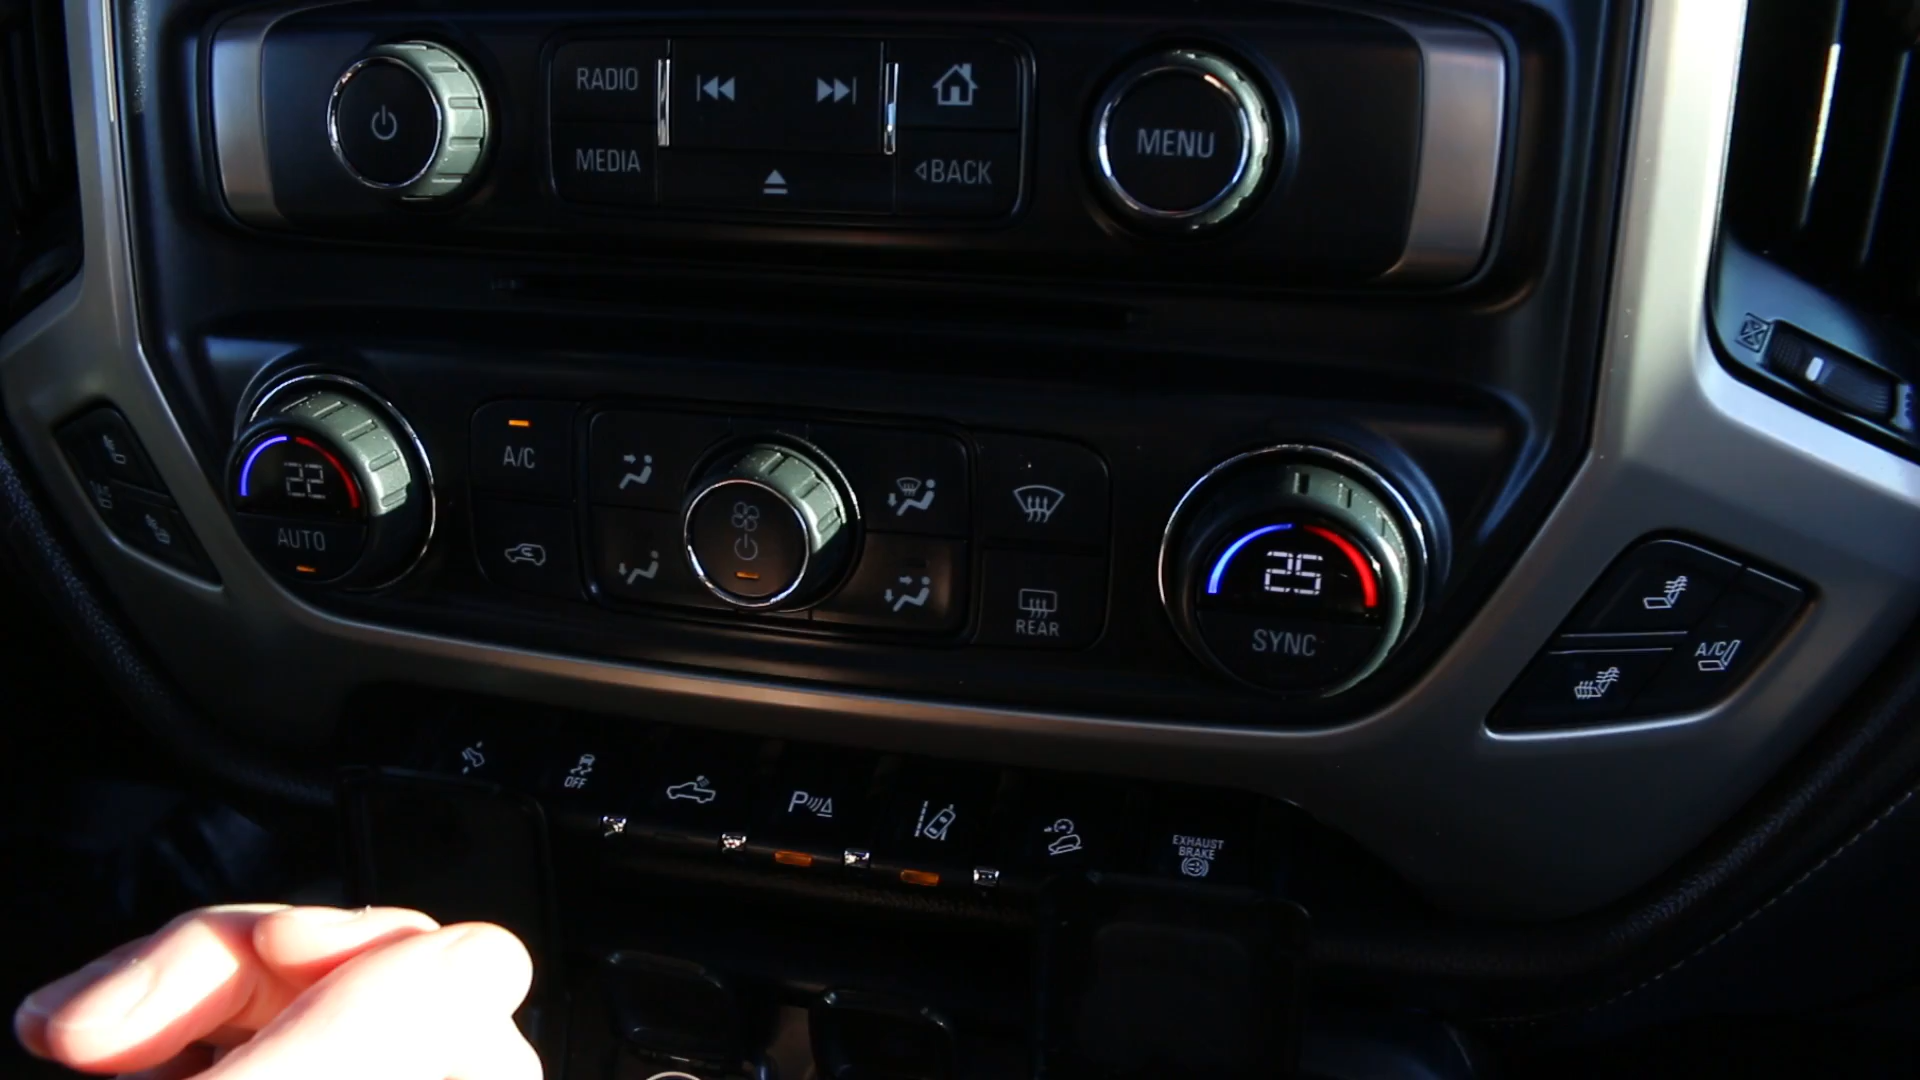 RADIO
MEDIA
BACK
MENU
22
AUTO
A/C
REAR
25
SYNC
A/C
OFF
P
EXHAUST
BRAKE